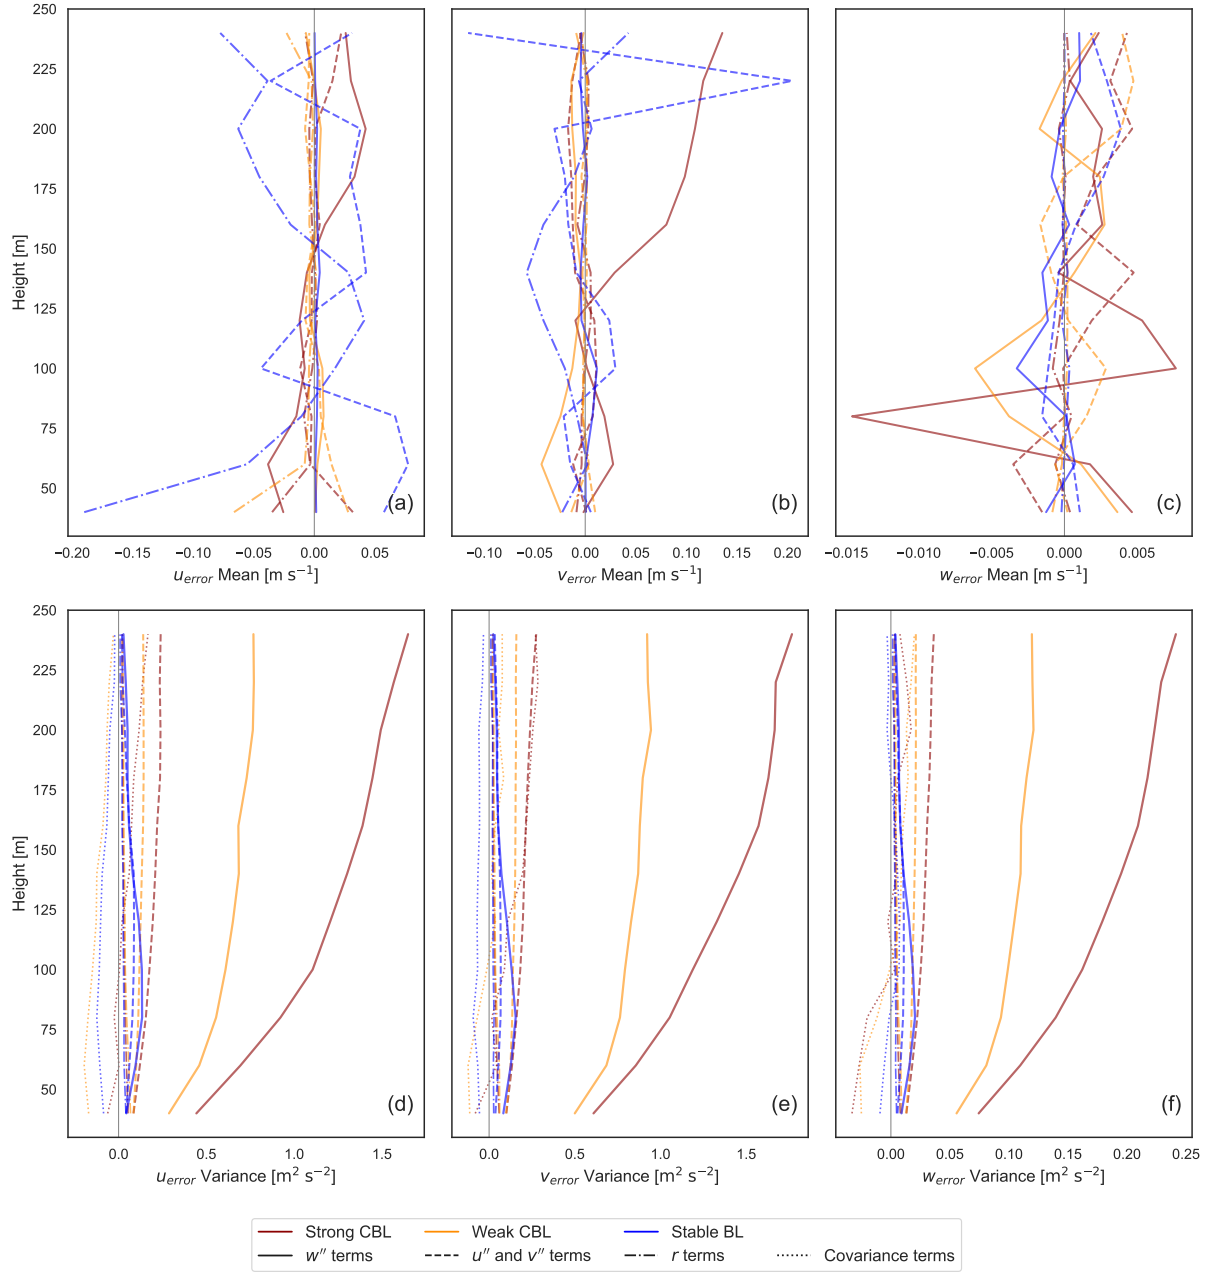 250
225
200
175
150
125
100
75
50
Height [m]
(a)
(b)
(c)
−0.20 −0.15 −0.10 −0.05 0.00 0.05
−0.10 −0.05 0.00 0.05 0.10 0.15 0.20
−0.015 −0.010 −0.005 0.000 0.005
u_error Mean [m s⁻¹]
v_error Mean [m s⁻¹]
w_error Mean [m s⁻¹]
250
225
200
175
150
125
100
75
50
Height [m]
(d)
(e)
(f)
0.0 0.5 1.0 1.5
0.0 0.5 1.0 1.5
0.00 0.05 0.10 0.15 0.20 0.25
u_error Variance [m² s⁻²]
v_error Variance [m² s⁻²]
w_error Variance [m² s⁻²]
Strong CBL Weak CBL Stable BL
w′′ terms u′′ and v′′ terms r terms Covariance terms